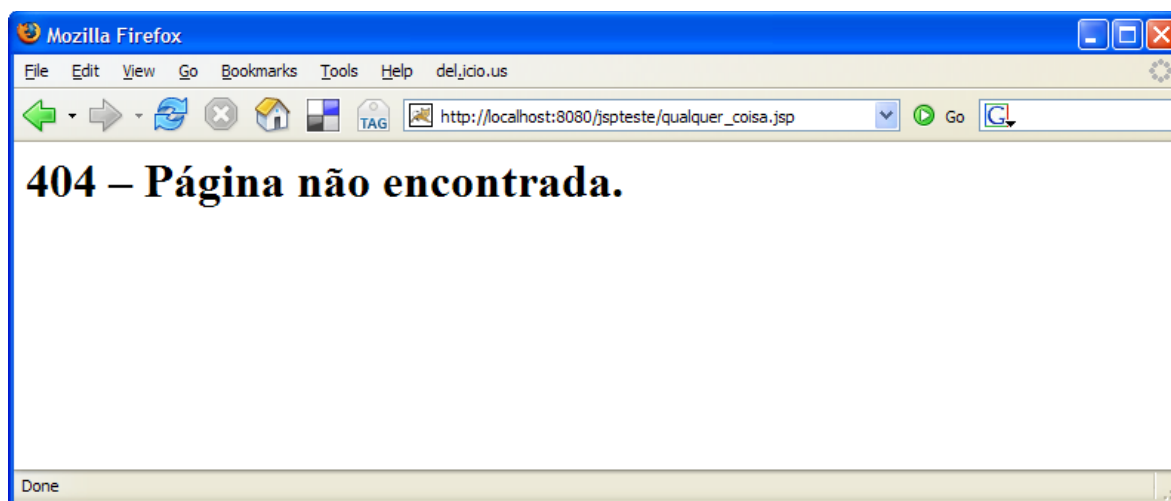 Mozilla Firefox
File Edit View Go Bookmarks Tools Help del.icio.us
TAG http://localhost:8080/jspteste/qualquer_coisa.jsp Go G
404 – Página não encontrada.
Done